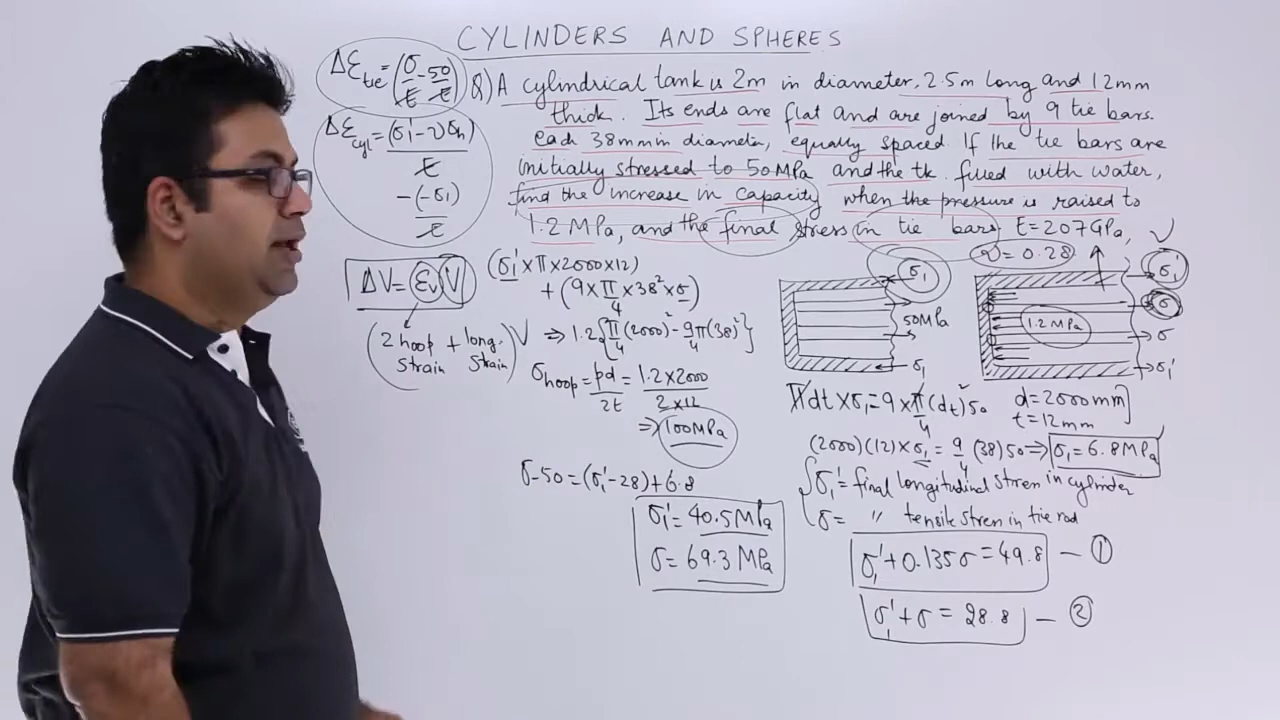 CYLINDERS AND SPHERES
Δε_tie = (σ/E - 50/E)
Δε_cyl = (σ₁' - νσ_h)/E
- (-σ₁)/E
Q) A cylindrical tank is 2m in diameter, 2.5m long and 12mm
thick. Its ends are flat and are joined by 9 tie bars.
each 38mm in diameter, equally spaced. If the tie bars are
initially stressed to 50MPa and the tk. filled with water,
find the increase in capacity when the pressure is raised to
1.2 MPa, and the final stress in tie bars E=207GPa,
ν = 0.28
ΔV = ε_v V
(2 hoop strain + long. strain) V
(σ₁' × π × 2000 × 12)
+ (9 × π/4 × 38² × σ)
⇒ 1.2 {π/4 (2000)² - 9π/4 (38)²}
σ_hoop = pd/2t = 1.2×2000/2×12
⇒ 100MPa
σ-50 = (σ₁'-28)+6.8
σ₁' = 40.5MPa
σ = 69.3 MPa
σ₁
50MPa
σ₁
σ₁'
σ
1.2 MPa
σ
σ₁'
πdt × σ₁ = 9 × π/4 (dt)² 50
d = 2000mm
t = 12mm
(2000)(12) × σ₁ = 9/4 (38) 50 ⇒ σ₁ = 6.8MPa
σ₁' = final longitudinal stress in cylinder
σ = " tensile stress in tie rod
σ₁' + 0.135σ = 49.8 — ①
σ₁' + σ = 28.8 — ②